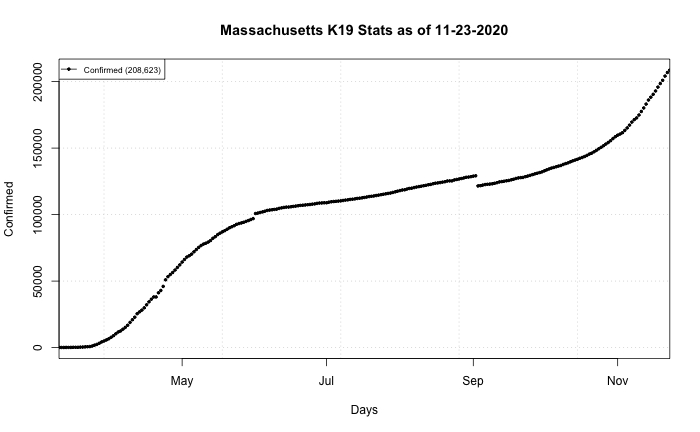 Massachusetts K19 Stats as of 11-23-2020
Confirmed (208,623)
200000
150000
100000
50000
0
Confirmed
May Jul Sep Nov
Days